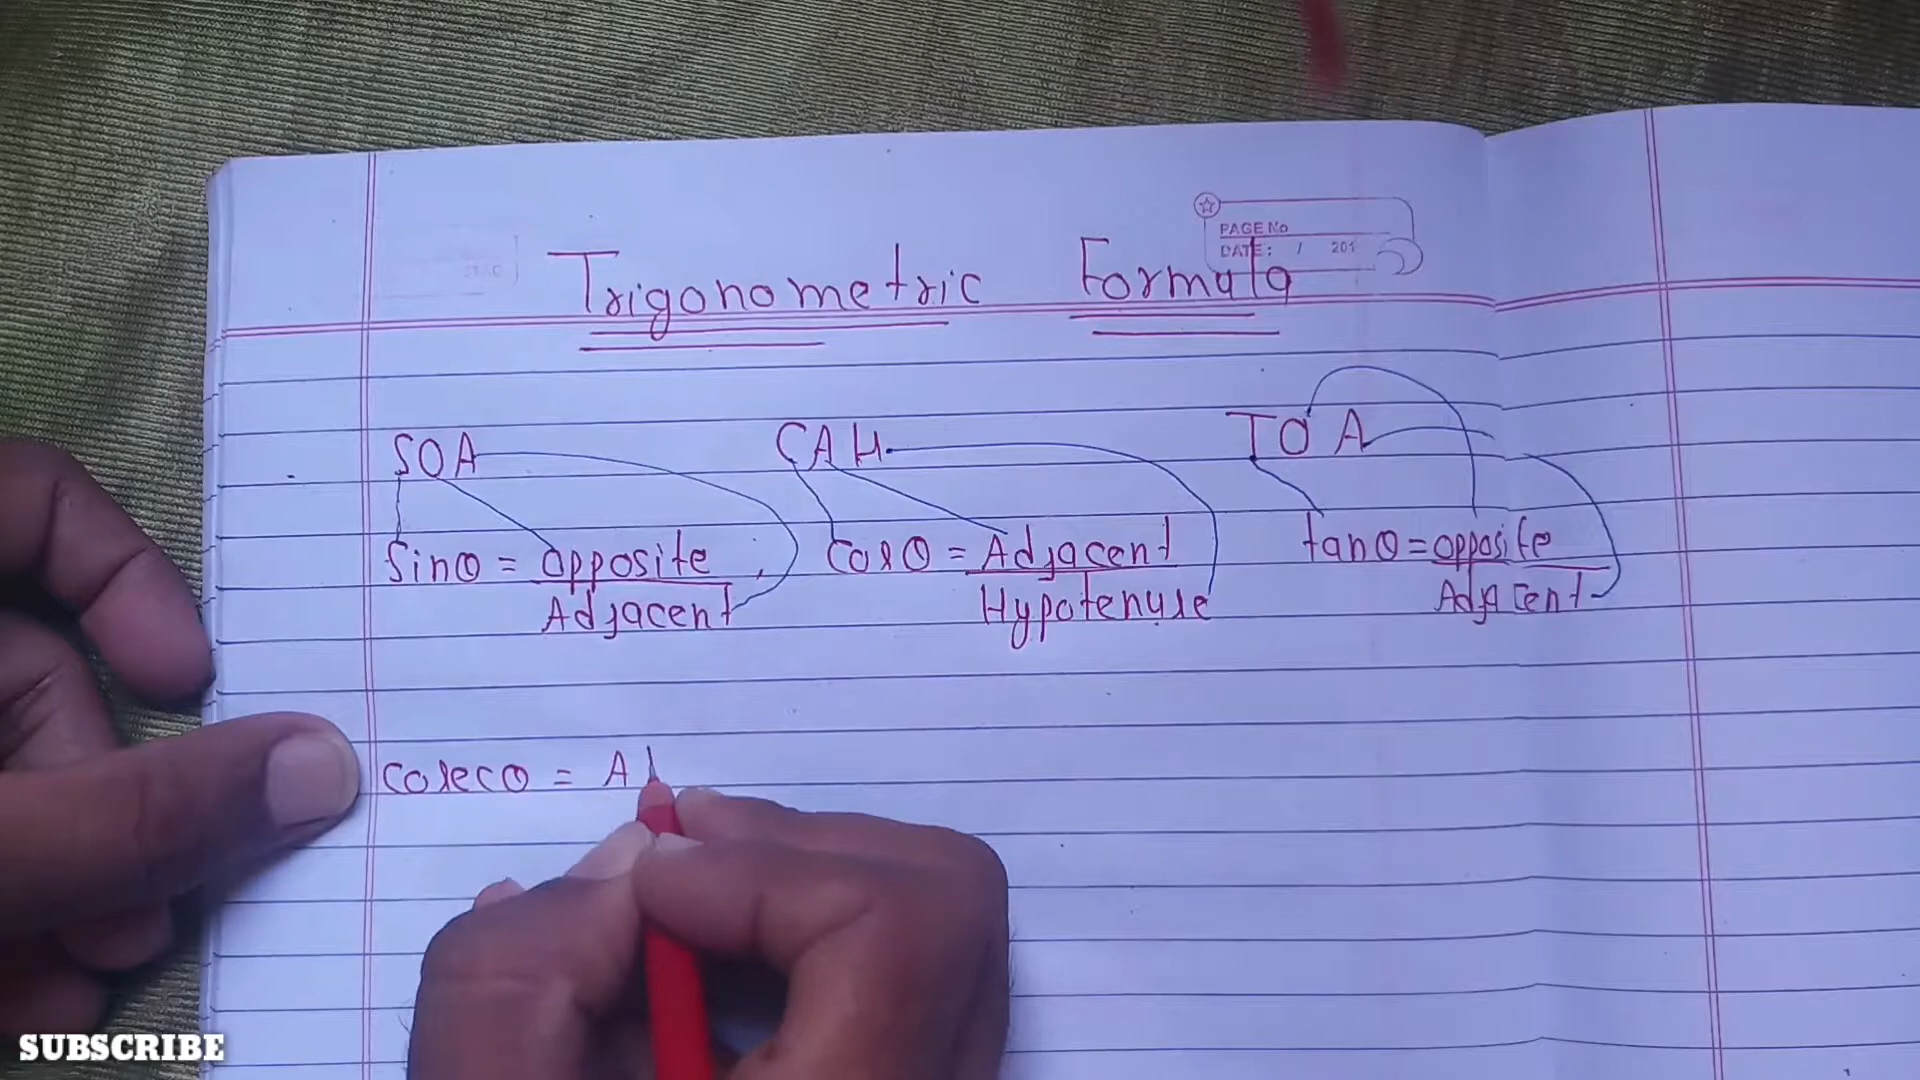 PAGE No
DATE: / 201
Trigonometric Formula
SOA CAH TOA
Sinθ = opposite , Cosθ = Adjacent tanθ = opposite
Adjacent Hypotenuse Adjacent
Cosecθ = A
SUBSCRIBE